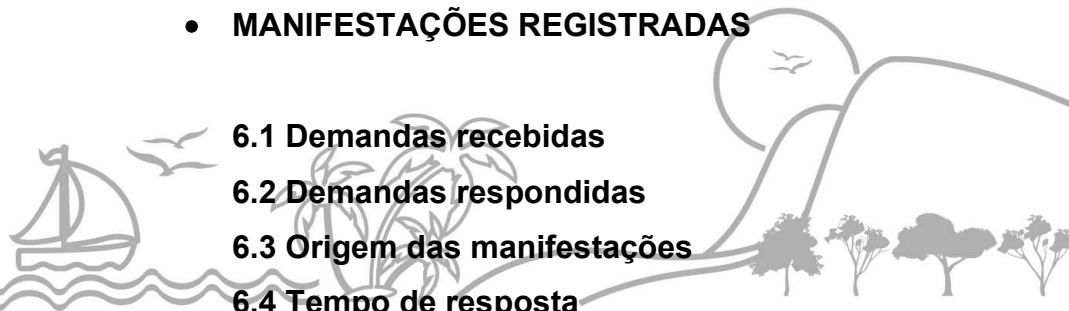 • MANIFESTAÇÕES REGISTRADAS
6.1 Demandas recebidas
6.2 Demandas respondidas
6.3 Origem das manifestações
6.4 Tempo de resposta